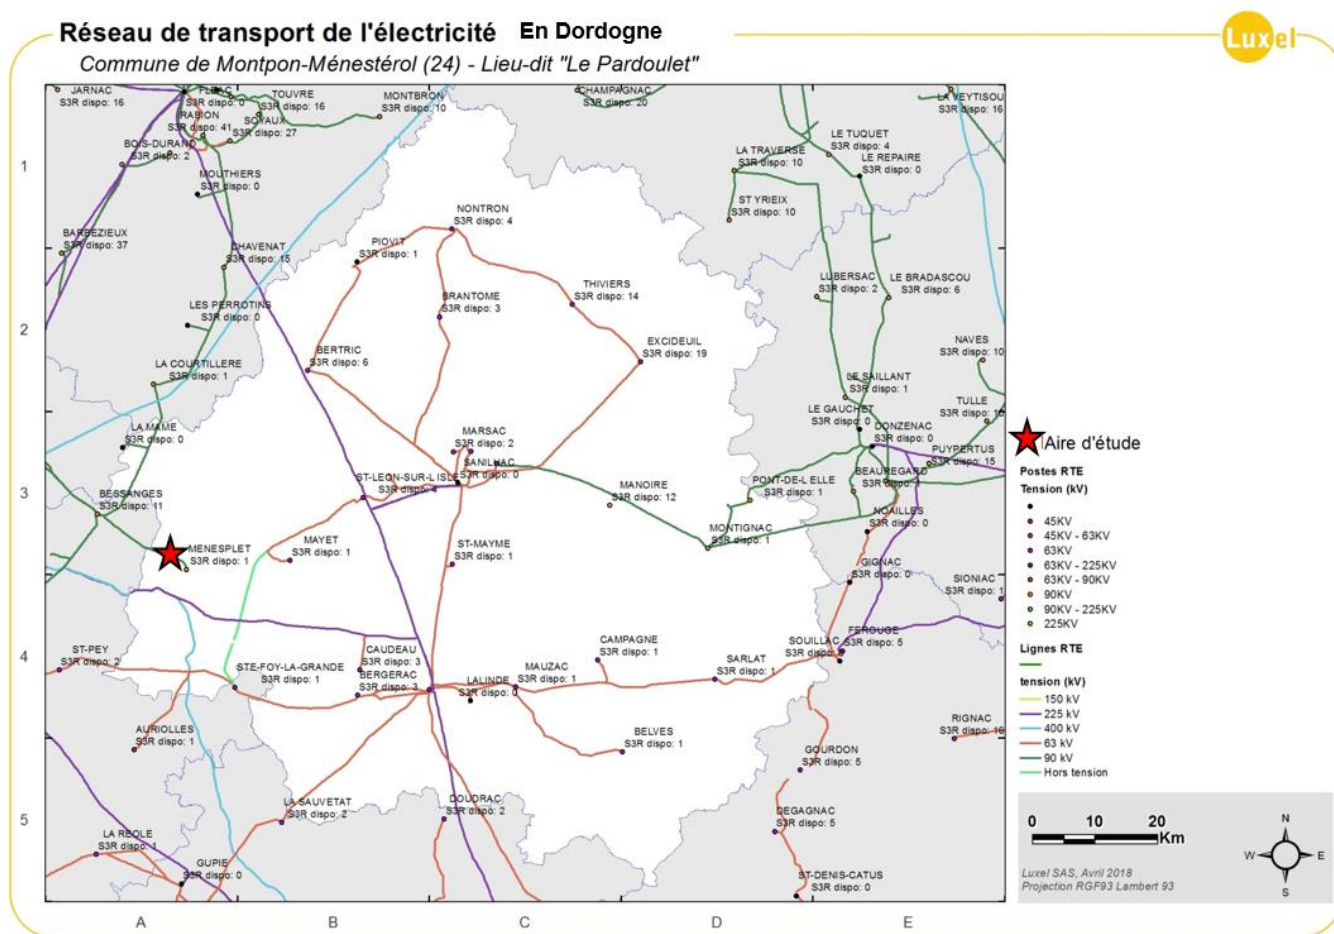 Réseau de transport de l'électricité En Dordogne
Luxel
Commune de Montpon-Ménestérol (24) - Lieu-dit "Le Pardoulet"
JARNAC
S3R dispo: 16
FLEAC
S3R dispo: 0
TOUVRE
S3R dispo: 16
MONTBRON
S3R dispo: 10
CHAMPAGNAC
S3R dispo: 20
LA VEYTISOU
S3R dispo: 16
RABION
S3R dispo: 41
SOYAUX
S3R dispo: 27
BOIS-DURAND
S3R dispo: 2
LE TUQUET
S3R dispo: 4
LA TRAVERSE
S3R dispo: 10
LE REPAIRE
S3R dispo: 0
1
MOUTHIERS
S3R dispo: 0
ST YRIEIX
S3R dispo: 10
NONTRON
S3R dispo: 4
BARBEZIEUX
S3R dispo: 37
CHAVENAT
S3R dispo: 15
PIOVIT
S3R dispo: 1
THIVIERS
S3R dispo: 14
LUBERSAC
S3R dispo: 2
LE BRADASCOU
S3R dispo: 6
LES PERROTINS
S3R dispo: 0
BRANTOME
S3R dispo: 3
2
BERTRIC
S3R dispo: 6
EXCIDEUIL
S3R dispo: 19
NAVES
S3R dispo: 10
LA COURTILLERE
S3R dispo: 1
LE SAILLANT
S3R dispo: 1
TULLE
LE GAUCHET
S3R dispo: 0
LA MAME
S3R dispo: 0
MARSAC
S3R dispo: 2
DONZENAC
S3R dispo: 0
PUYPERTUS
S3R dispo: 15
SANILHAC
S3R dispo: 0
ST-LEON-SUR-L ISLE
S3R dispo: 4
BEAUREGARD
PONT-DE-L ELLE
S3R dispo: 1
MANOIRE
S3R dispo: 12
3
BESSANGES
S3R dispo: 11
NOAILLES
S3R dispo: 0
MONTIGNAC
S3R dispo: 1
MENESPLET
S3R dispo: 1
MAYET
S3R dispo: 1
ST-MAYME
S3R dispo: 1
GIGNAC
S3R dispo: 0
SIONIAC
S3R dispo: 1
4
ST-PEY
S3R dispo: 2
STE-FOY-LA-GRANDE
S3R dispo: 1
CAUDEAU
S3R dispo: 3
BERGERAC
S3R dispo: 3
LALINDE
S3R dispo: 0
MAUZAC
S3R dispo: 1
CAMPAGNE
S3R dispo: 1
SARLAT
S3R dispo: 1
SOUILLAC
FEROUGE
S3R dispo: 5
AURIOLLES
S3R dispo: 1
BELVES
S3R dispo: 1
GOURDON
S3R dispo: 5
RIGNAC
S3R dispo: 16
5
LA SAUVETAT
S3R dispo: 2
DOUDRAC
S3R dispo: 2
DEGAGNAC
S3R dispo: 5
LA REOLE
S3R dispo: 1
GUPIE
S3R dispo: 0
ST-DENIS-CATUS
S3R dispo: 0
A
B
C
D
E
Aire d'étude
Postes RTE
Tension (kV)
45KV
45KV - 63KV
63KV
63KV - 225KV
63KV - 90KV
90KV
90KV - 225KV
225KV
Lignes RTE
tension (kV)
150 kV
225 kV
400 kV
63 kV
90 kV
Hors tension
0 10 20
Km
N
W
E
S
Luxel SAS, Avril 2018
Projection RGF93 Lambert 93